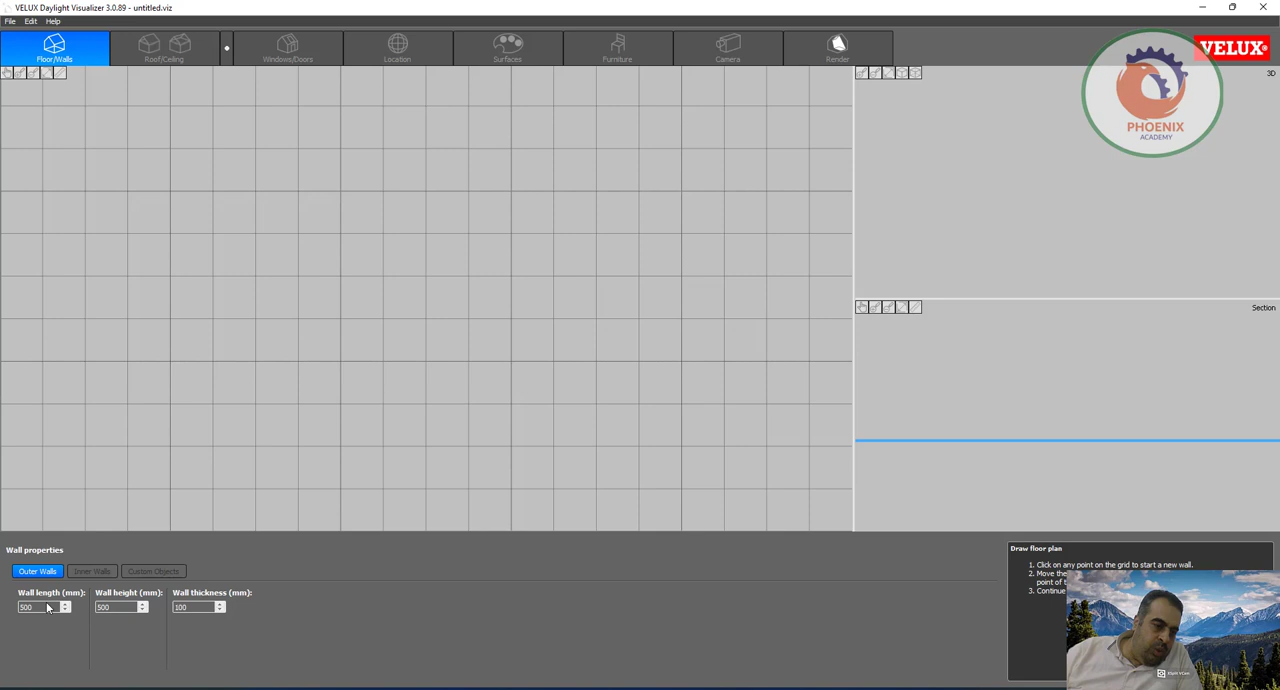 VELUX Daylight Visualizer 3.0.89 - untitled.viz
File Edit Help
Floor/Walls Roof/Ceiling Windows/Doors Location Surfaces Furniture Camera Render
VELUX
PHOENIX
ACADEMY
3D
Section
Wall properties
Outer Walls Inner Walls Custom Objects
Wall length (mm): Wall height (mm): Wall thickness (mm):
500 500 100
Draw floor plan
1. Click on any point on the grid to start a new wall.
2. Move the
point of
3. Continue